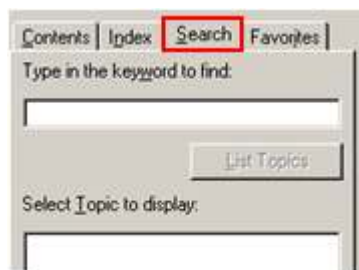 Contents Index Search Favorites
Type in the keyword to find:
List Topics
Select Topic to display: